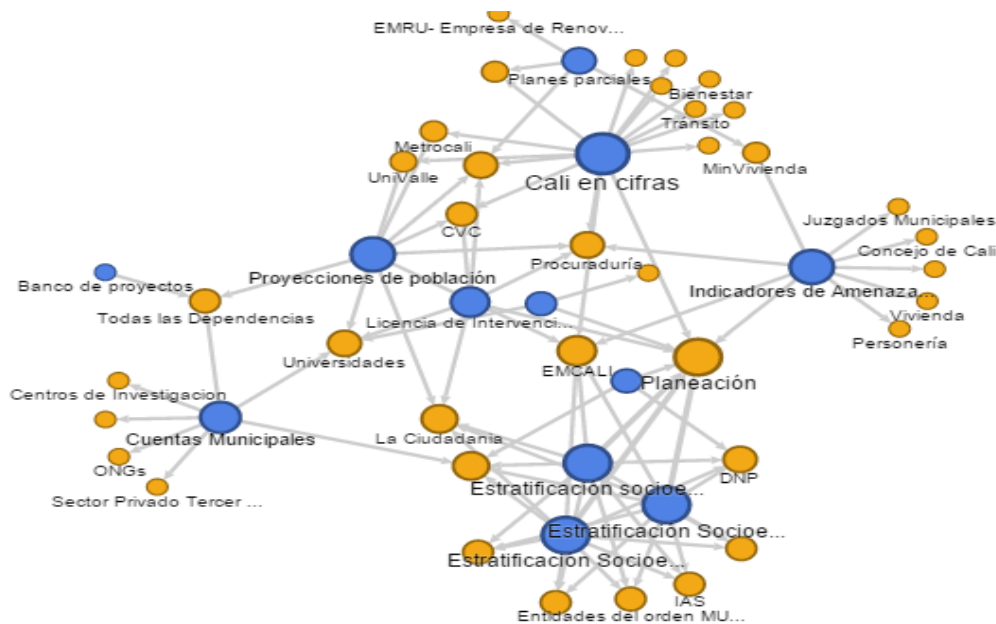 EMRU- Empresa de Renov...
Planes parciales
Bienestar
Tránsito
Metrocali
UniValle
MinVivienda
Cali en cifras
Juzgados Municipales
CVC
Concejo de Cali
Procuraduría
Proyecciones de población
Banco de proyectos
Indicadores de Amenaza...
Vivienda
Todas las Dependencias
Licencia de Intervenci...
Personería
Universidades
EMCALI
Planeación
Centros de Investigacion
La Ciudadania
Cuentas Municipales
ONGs
DNP
Estratificación socioe...
Sector Privado Tercer ...
Estratificación Socioe...
Estratificación Socioe...
IAS
Entidades del orden MU...